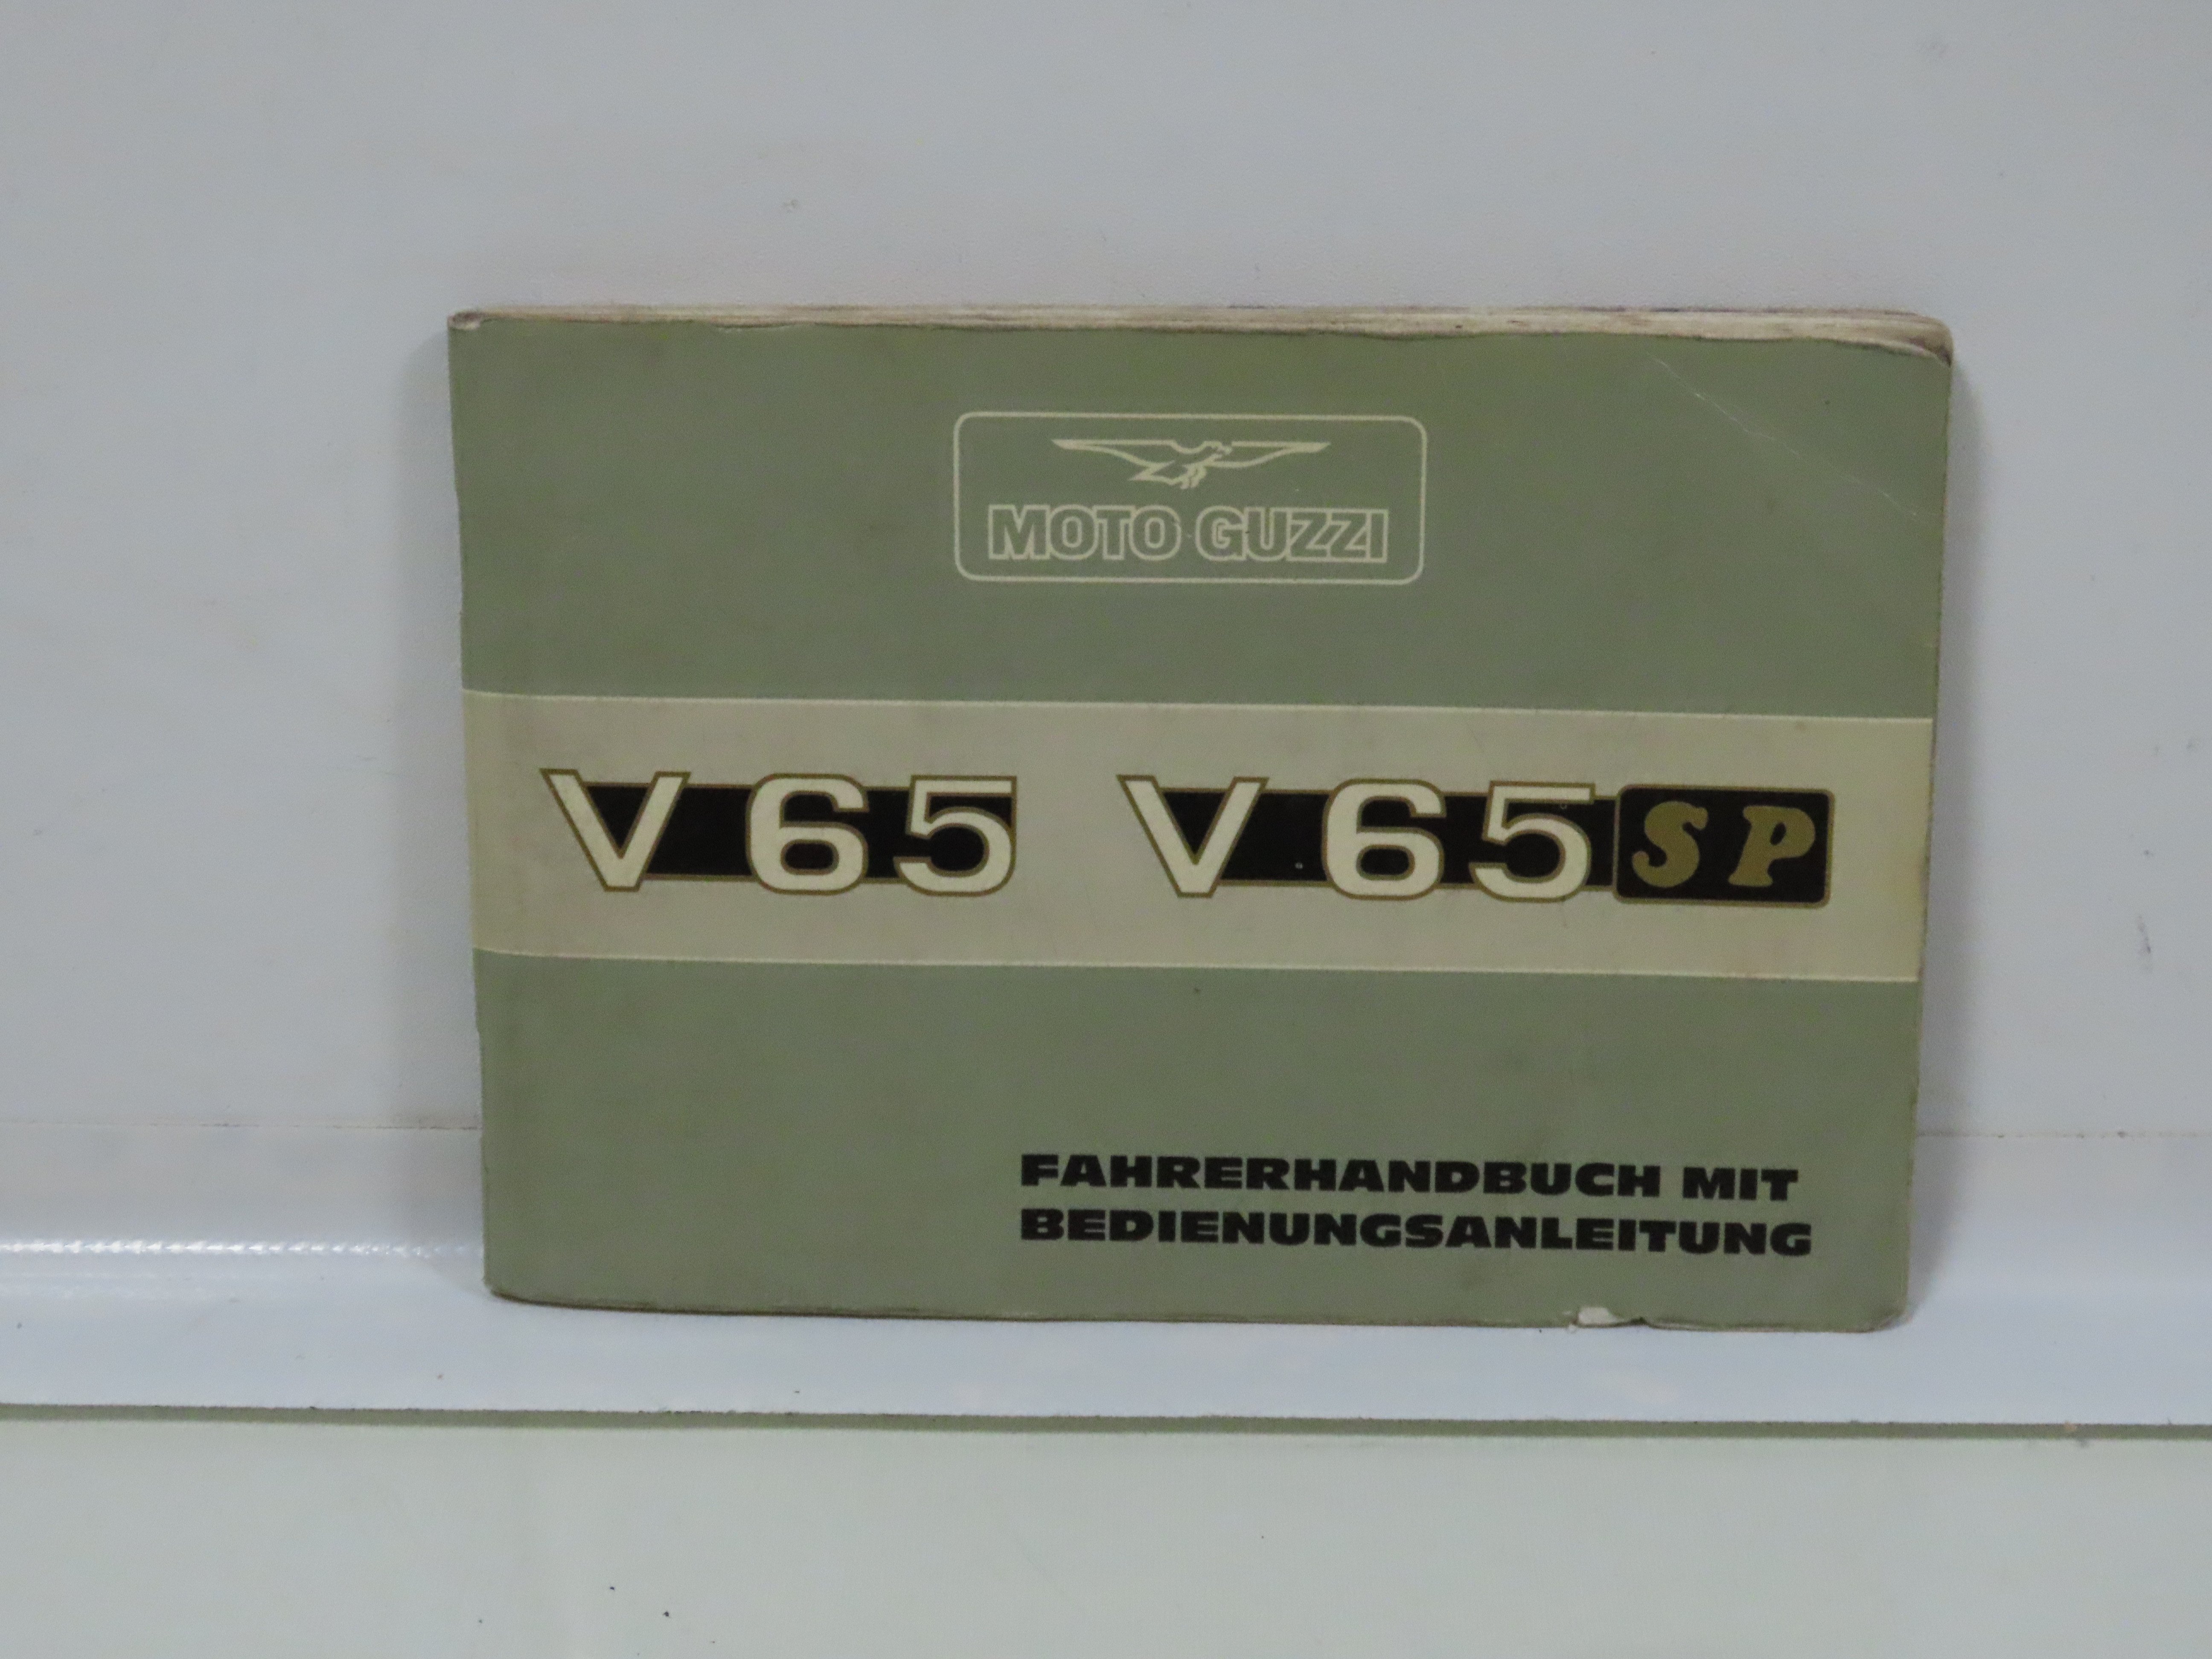 MOTO GUZZI
V 65 V 65 SP
FAHRERHANDBUCH MIT
BEDIENUNGSANLEITUNG